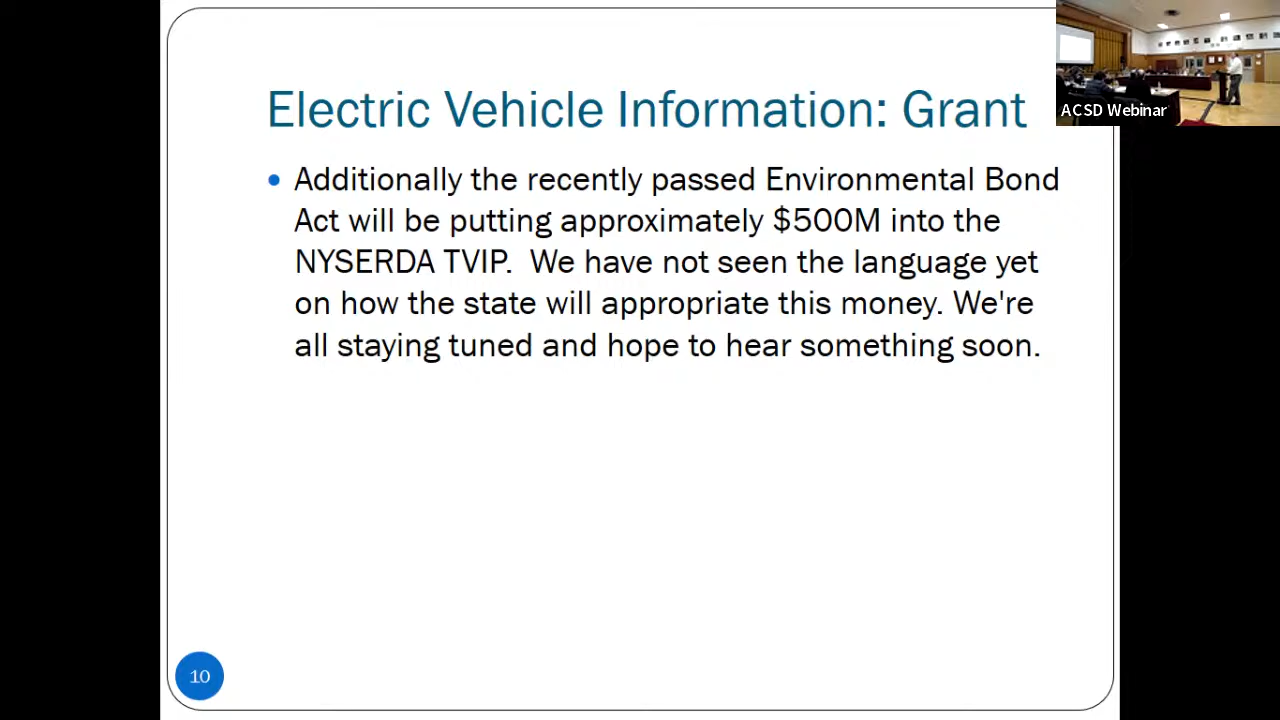 Electric Vehicle Information: Grant
ACSD Webinar
• Additionally the recently passed Environmental Bond
Act will be putting approximately $500M into the
NYSERDA TVIP.  We have not seen the language yet
on how the state will appropriate this money. We're
all staying tuned and hope to hear something soon.
10